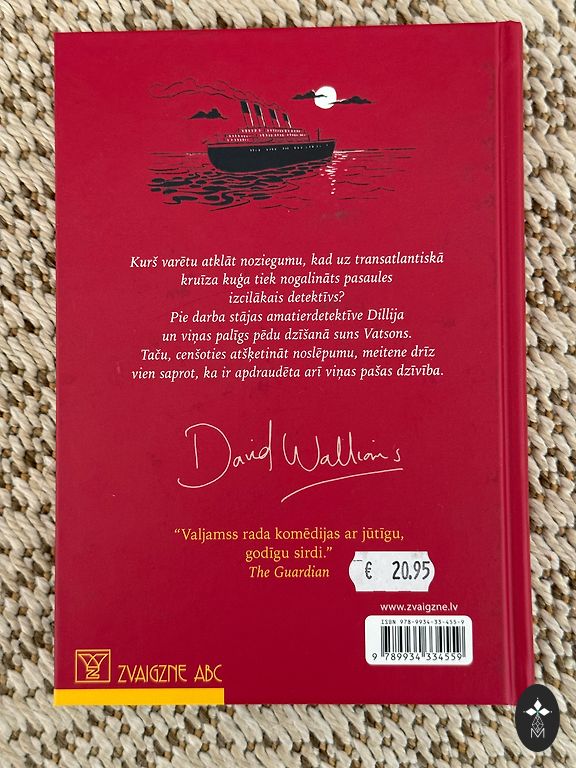 Kurš varētu atklāt noziegumu, kad uz transatlantiskā
kruīza kuģa tiek nogalināts pasaules
izcilākais detektīvs?
Pie darba stājas amatierdetektīve Dillija
un viņas palīgs pēdu dzīšanā suns Vatsons.
Taču, cenšoties atšķetināt noslēpumu, meitene drīz
vien saprot, ka ir apdraudēta arī viņas pašas dzīvība.
David Walliams
“Valjamss rada komēdijas ar jūtīgu,
godīgu sirdi.”
The Guardian
€ 20.95
www.zvaigzne.lv
ISBN 978-9934-33-455-9
9 789934 334559
ZVAIGZNE ABC